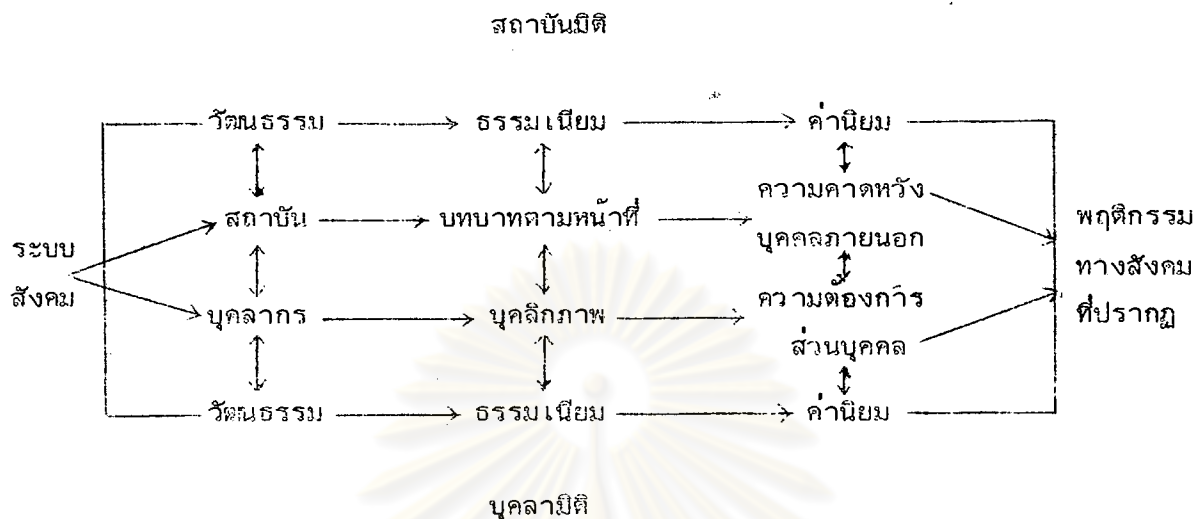 สถาบันมิติ
วัฒนธรรม ธรรมเนียม ค่านิยม
ความคาดหวัง
สถาบัน บทบาทตามหน้าที่
บุคคลภายนอก
พฤติกรรม
ระบบ
ทางสังคม
สังคม
ความต้องการ
ที่ปรากฏ
บุคลากร บุคลิกภาพ
ส่วนบุคคล
วัฒนธรรม ธรรมเนียม ค่านิยม
บุคลามิติ